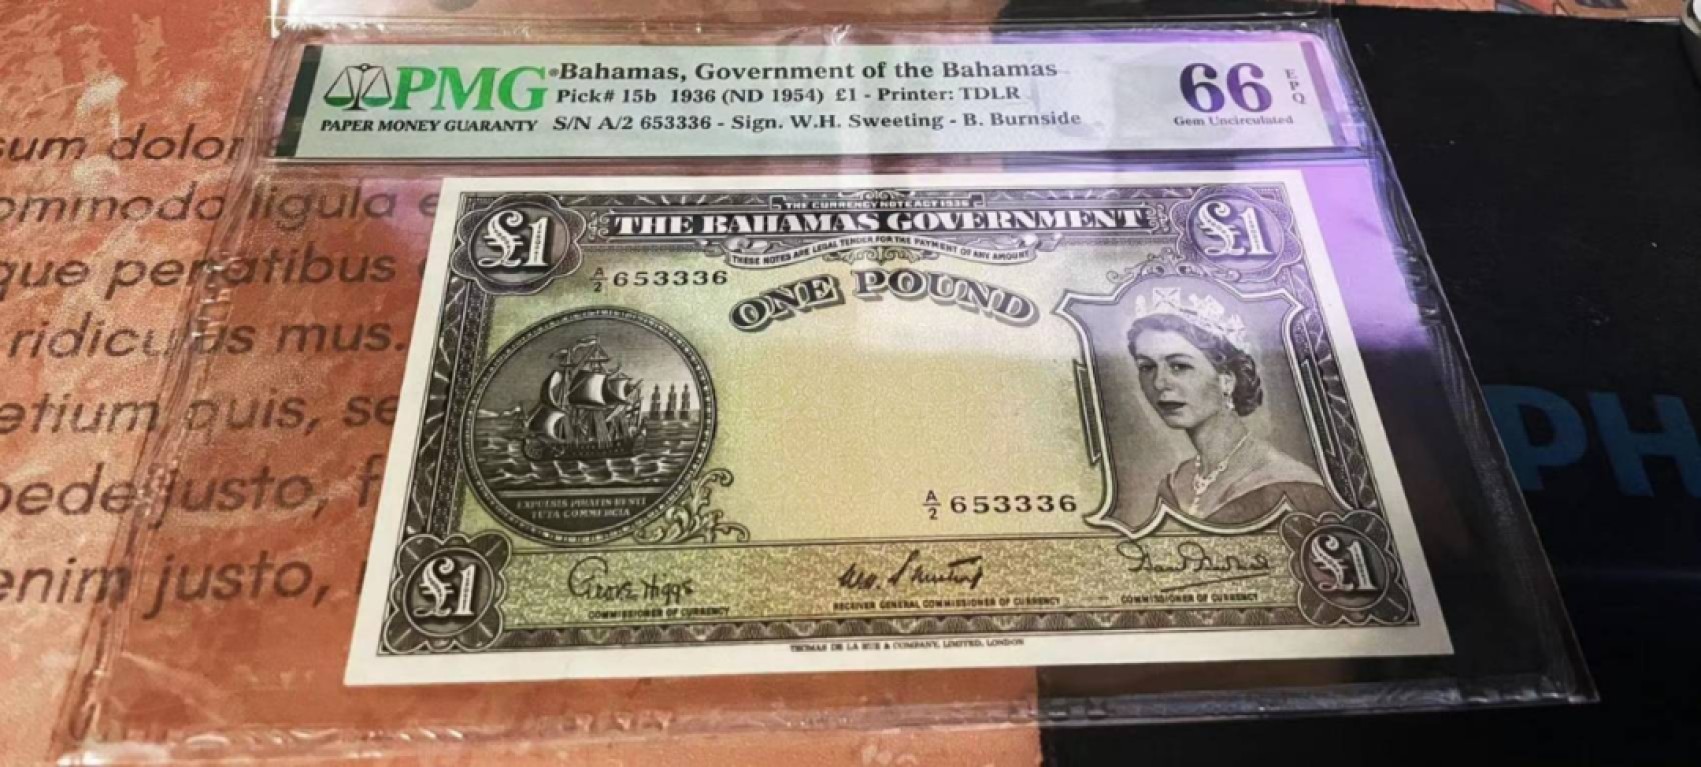 PMG Bahamas, Government of the Bahamas
Pick# 15b 1936 (ND 1954) £1 - Printer: TDLR
PAPER MONEY GUARANTY S/N A/2 653336 - Sign. W.H. Sweeting - B. Burnside
66 EPQ
Gem Uncirculated
THE CURRENCY NOTE ACT 1936
£1 THE BAHAMAS GOVERNMENT £1
THESE NOTES ARE LEGAL TENDER FOR THE PAYMENT OF ANY AMOUNT
A/2 653336
ONE POUND
A/2 653336
EXPULSIS PIRATIS RESTI
TUTA COMMERCIA
£1 £1
COMMISSIONER OF CURRENCY
RECEIVER GENERAL COMMISSIONER OF CURRENCY
COMMISSIONER OF CURRENCY
THOMAS DE LA RUE & COMPANY, LIMITED, LONDON
um dolor
ommodo ligula e
que penatibus
ridiculus mus.
etium quis, se
pede justo, f
enim justo,
PH